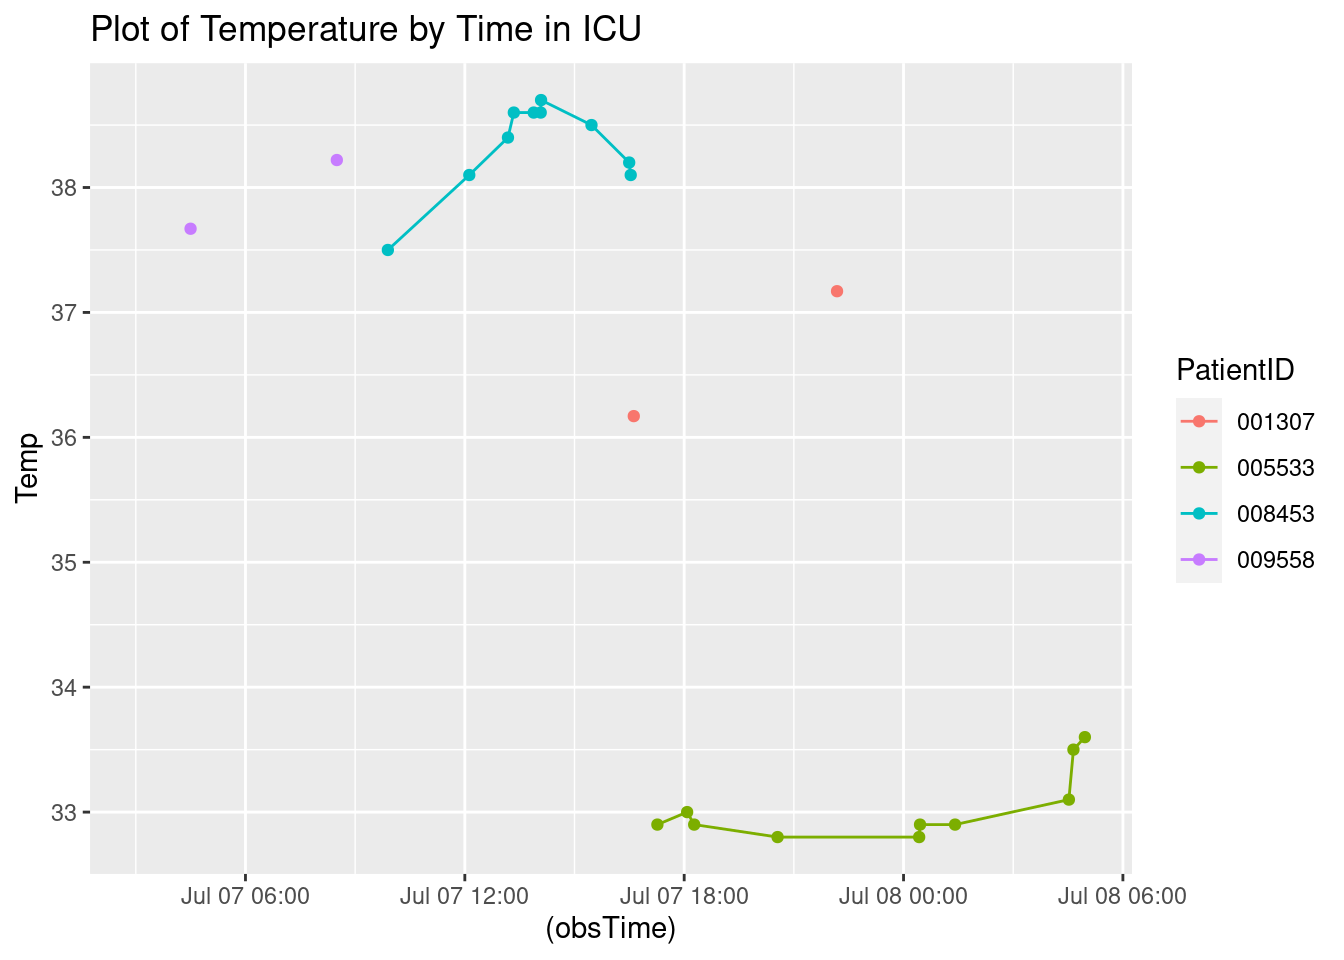 Plot of Temperature by Time in ICU
Temp
38
37
36
35
34
33
Jul 07 06:00 Jul 07 12:00 Jul 07 18:00 Jul 08 00:00 Jul 08 06:00
(obsTime)
PatientID
001307
005533
008453
009558